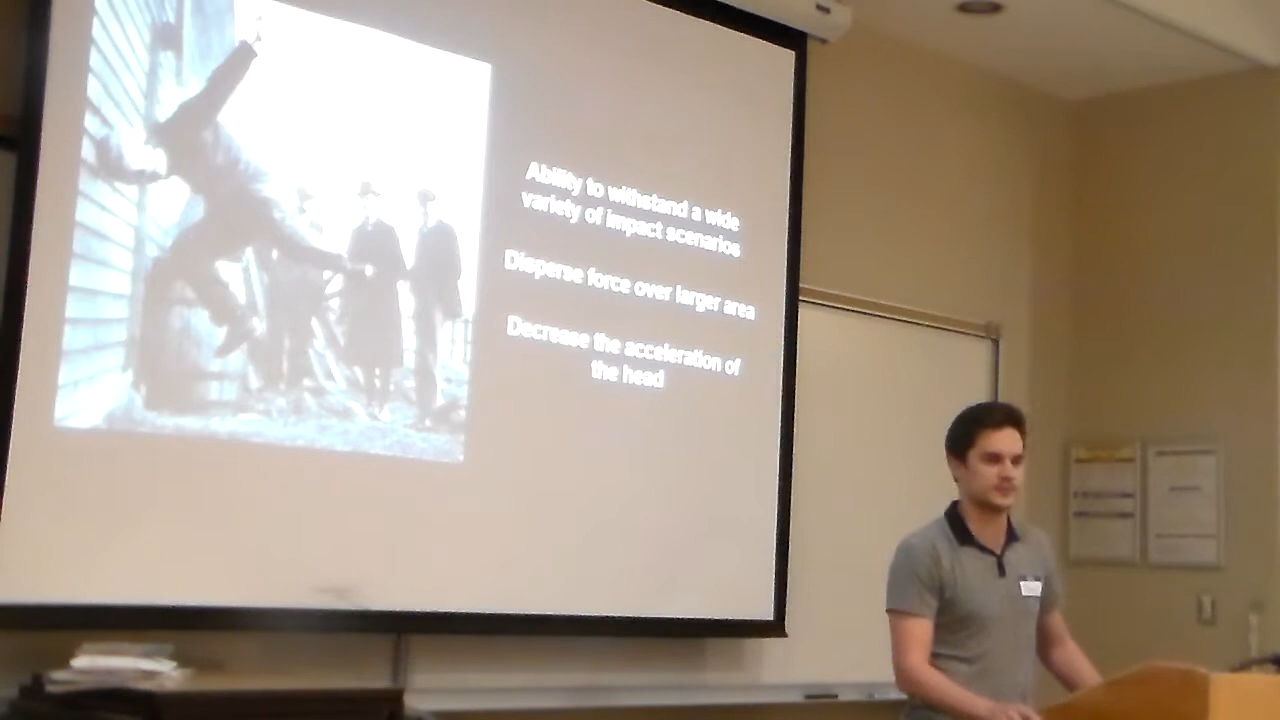 Ability to withstand a wide
variety of impact scenarios
Disperse force over larger area
Decrease the acceleration of
the head